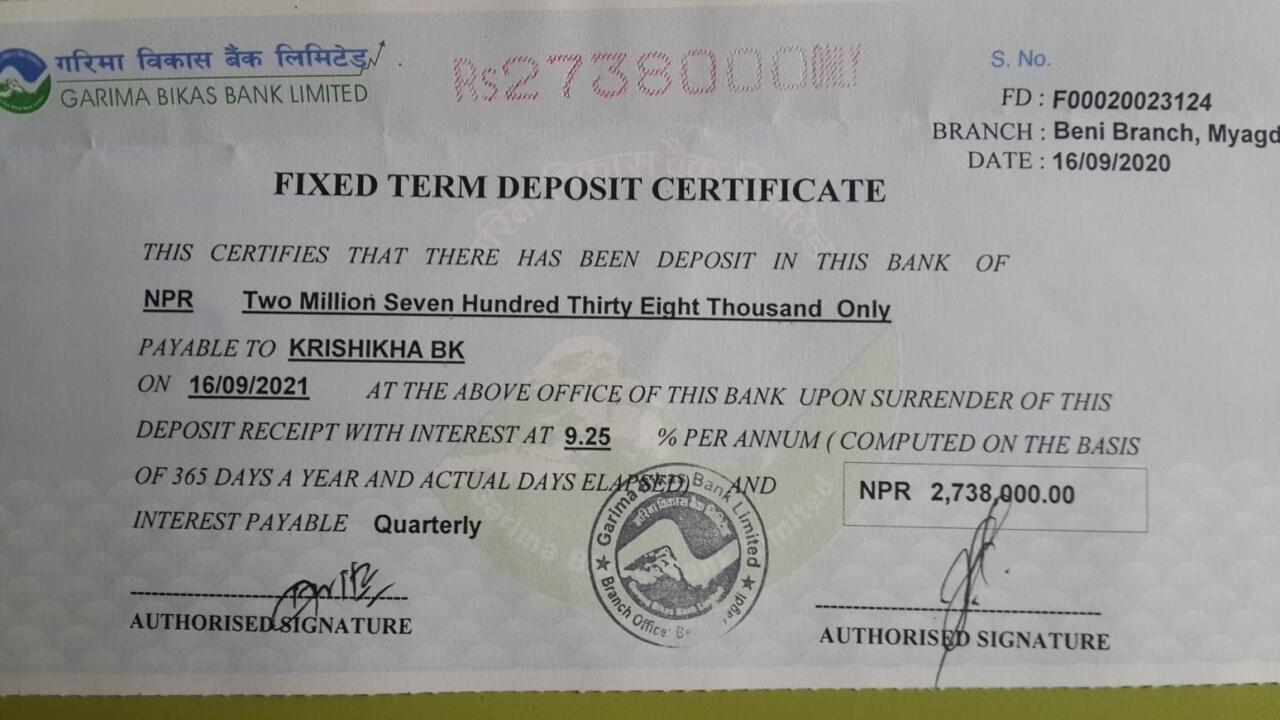 गरिमा विकास बैंक लिमिटेड
GARIMA BIKAS BANK LIMITED
Rs2738000
S. No.
FD : F00020023124
BRANCH : Beni Branch, Myagd
DATE : 16/09/2020
FIXED TERM DEPOSIT CERTIFICATE
THIS CERTIFIES THAT THERE HAS BEEN DEPOSIT IN THIS BANK OF
NPR Two Million Seven Hundred Thirty Eight Thousand Only
PAYABLE TO KRISHIKHA BK
ON 16/09/2021 AT THE ABOVE OFFICE OF THIS BANK UPON SURRENDER OF THIS
DEPOSIT RECEIPT WITH INTEREST AT 9.25 % PER ANNUM ( COMPUTED ON THE BASIS
OF 365 DAYS A YEAR AND ACTUAL DAYS ELAPSED) AND
NPR 2,738,000.00
INTEREST PAYABLE Quarterly
Garima Bikas Bank Limited
गरिमा विकास बैंक लिमिटेड
Branch Office:
AUTHORISED SIGNATURE
AUTHORISED SIGNATURE